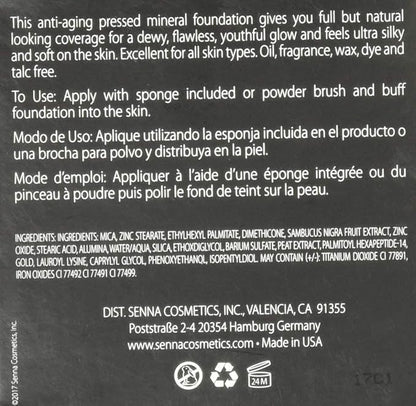 This anti-aging pressed mineral foundation gives you full but natural
looking coverage for a dewy, flawless, youthful glow and feels ultra silky
and soft on the skin. Excellent for all skin types. Oil, fragrance, wax, dye and
talc free.
To Use: Apply with sponge included or powder brush and buff
foundation into the skin.
Modo de Uso: Aplique utilizando la esponja incluida en el producto o
una brocha para polvo y distribuya en la piel.
Mode d'emploi: Appliquer à l'aide d'une éponge intégrée ou du
pinceau à poudre puis polir le fond de teint sur la peau.
INGREDIENTS: INGREDIENTS: MICA, ZINC STEARATE, ETHYLHEXYL PALMITATE, DIMETHICONE, SAMBUCUS NIGRA FRUIT EXTRACT, ZINC
OXIDE, STEARIC ACID, ALUMINA, WATER/AQUA, SILICA, ETHOXDIGLYCOL, BARIUM SULFATE, PEAT EXTRACT, PALMITOYL HEXAPEPTIDE-14,
GOLD, LAUROYL LYSINE, CAPRYLYL GLYCOL, PHENOXYETHANOL, ISOPENTYLDIOL. MAY CONTAIN (+/-): TITANIUM DIOXIDE CI 77891,
IRON OXIDES CI 77492 CI 77491 CI 77499.
DIST. SENNA COSMETICS, INC., VALENCIA, CA 91355
Poststraße 2-4 20354 Hamburg Germany
www.sennacosmetics.com • Made in USA
24 M
17C1
©2017 Senna Cosmetics, Inc.